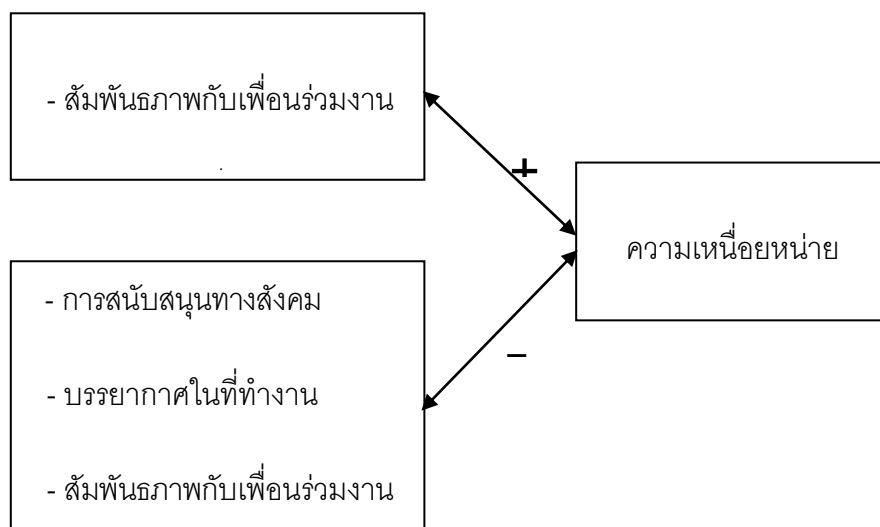 - สัมพันธภาพกับเพื่อนร่วมงาน
.
+
ความเหนื่อยหน่าย
- การสนับสนุนทางสังคม
–
- บรรยากาศในที่ทำงาน
- สัมพันธภาพกับเพื่อนร่วมงาน